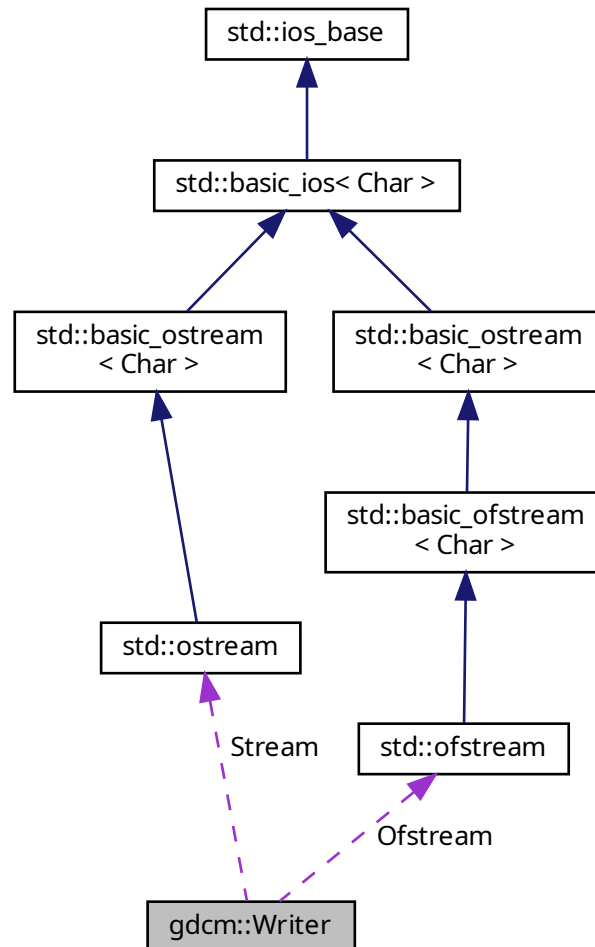 std::ios_base
std::basic_ios< Char >
std::basic_ostream
< Char >
std::basic_ostream
< Char >
std::basic_ofstream
< Char >
std::ostream
std::ofstream
Stream
Ofstream
gdcm::Writer